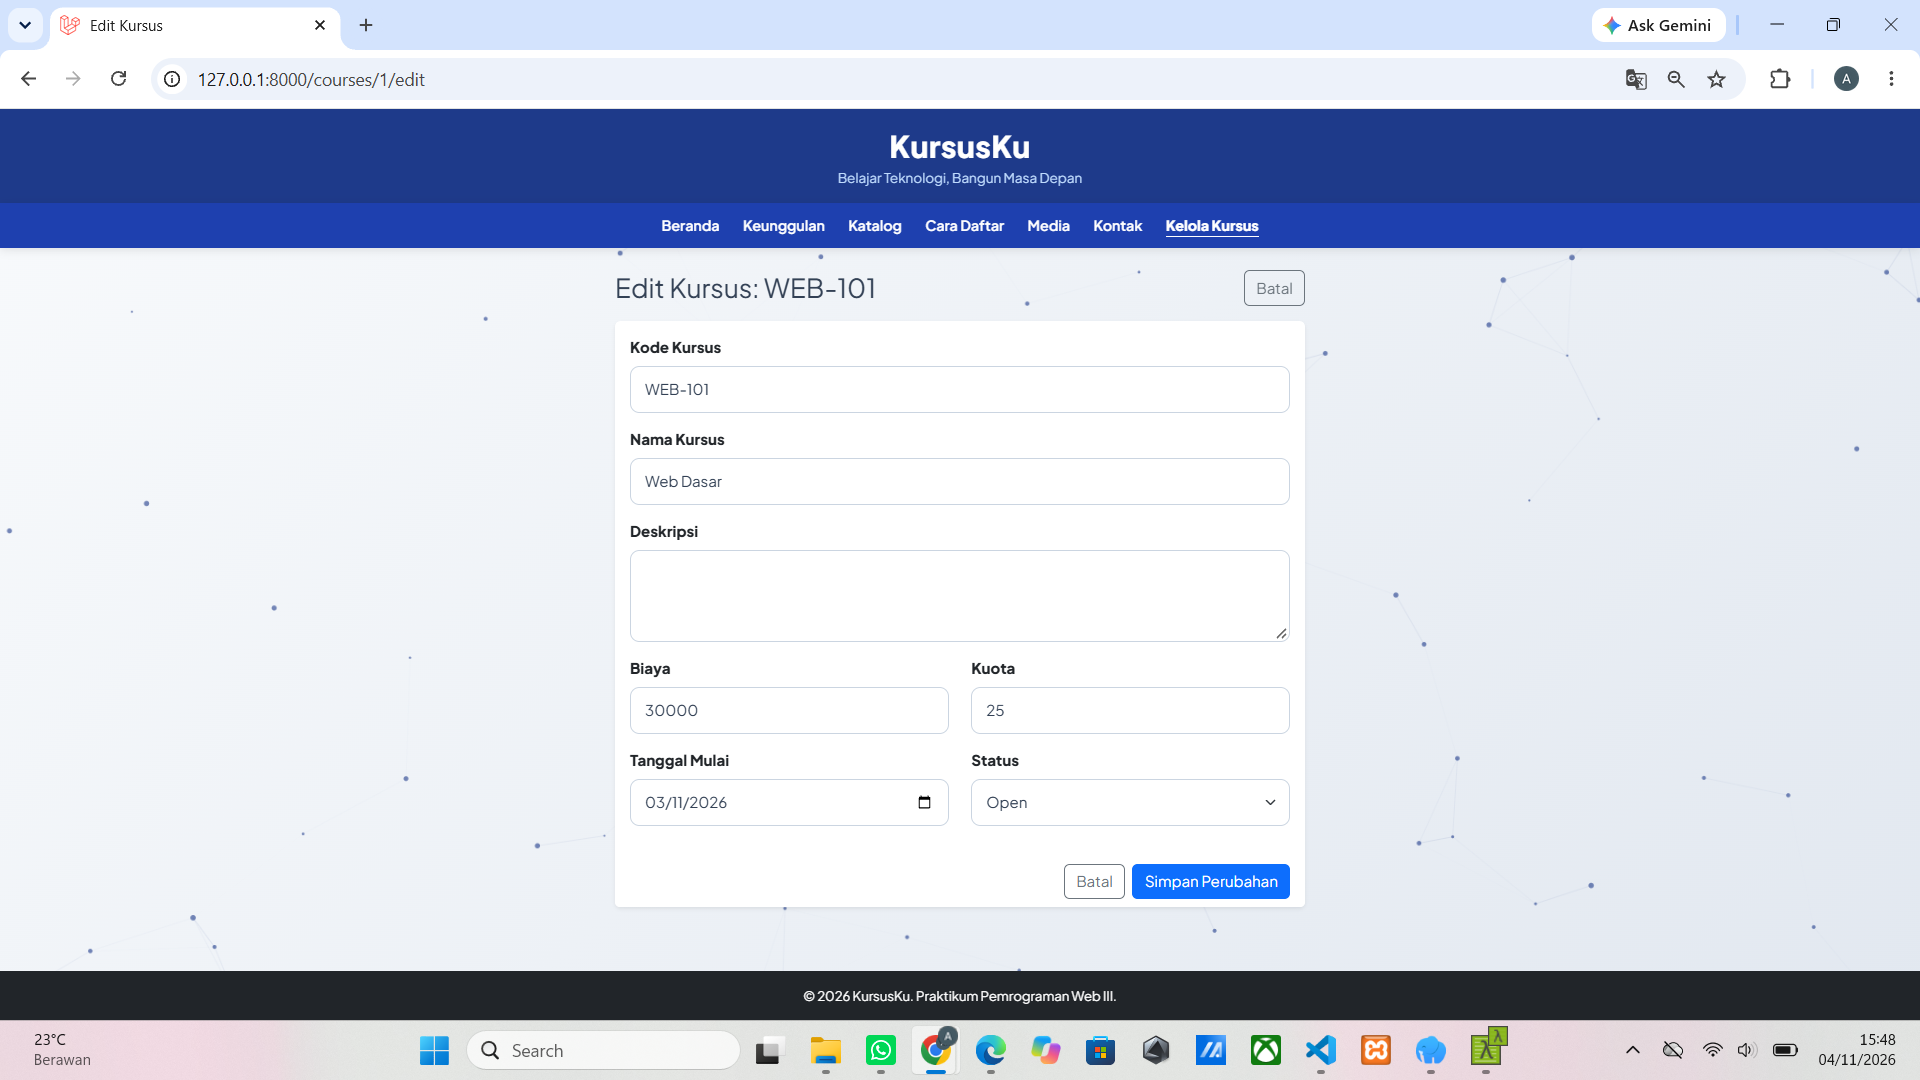 Edit Kursus
Ask Gemini
127.0.0.1:8000/courses/1/edit
A
KursusKu
Belajar Teknologi, Bangun Masa Depan
Beranda Keunggulan Katalog Cara Daftar Media Kontak Kelola Kursus
Edit Kursus: WEB-101
Batal
Kode Kursus
WEB-101
Nama Kursus
Web Dasar
Deskripsi
Biaya Kuota
30000 25
Tanggal Mulai Status
03/11/2026 Open
Batal Simpan Perubahan
© 2026 KursusKu. Praktikum Pemrograman Web III.
23°C
Berawan
Search
A
15:48
04/11/2026